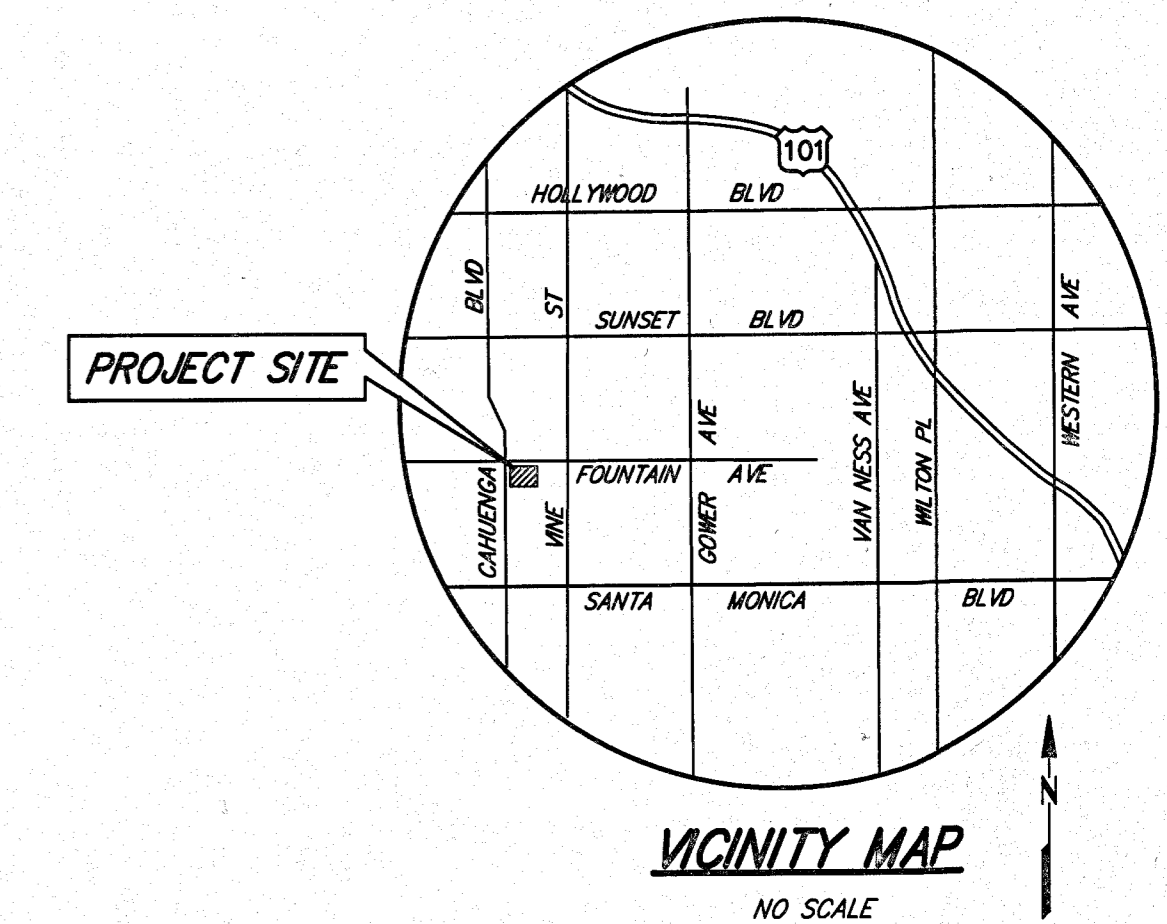 101
HOLLYWOOD BLVD
BLVD
ST
AVE
SUNSET BLVD
PROJECT SITE
WESTERN
AVE
VAN NESS AVE
WILTON PL
FOUNTAIN AVE
CAHUENGA
VINE
GOWER
SANTA MONICA BLVD
N
VICINITY MAP
NO SCALE